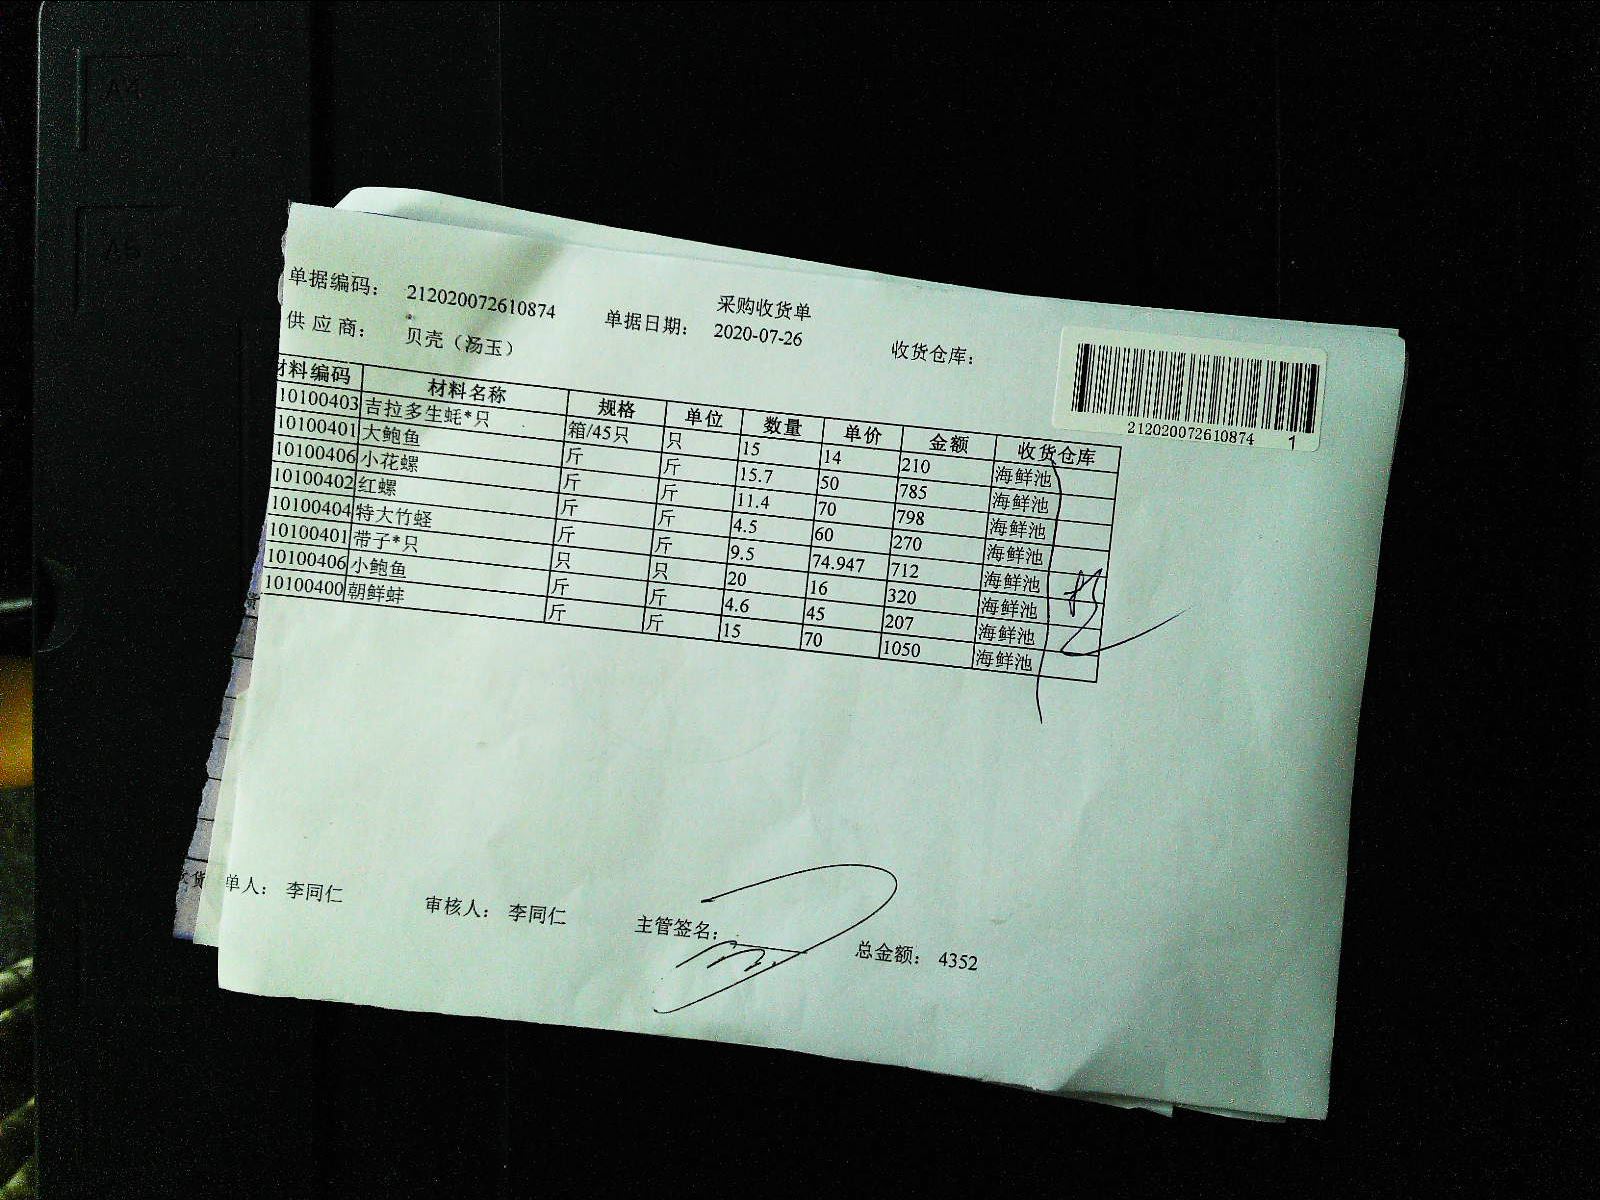 采购收货单
单据编码： 212020072610874 单据日期： 2020-07-26 收货仓库：
供 应 商： 贝壳（汤玉）
212020072610874 1
材料编码 材料名称 规格 单位 数量 单价 金额 收货仓库
10100403 吉拉多生蚝*只 箱/45只 只 15 14 210 海鲜池
10100401 大鲍鱼 斤 斤 15.7 50 785 海鲜池
10100406 小花螺 斤 斤 11.4 70 798 海鲜池
10100402 红螺 斤 斤 4.5 60 270 海鲜池
10100404 特大竹蛏 斤 斤 9.5 74.947 712 海鲜池
10100401 带子*只 只 只 20 16 320 海鲜池
10100406 小鲍鱼 斤 斤 4.6 45 207 海鲜池
10100400 朝鲜蚌 斤 斤 15 70 1050 海鲜池
单人： 李同仁 审核人： 李同仁 主管签名： 总金额： 4352